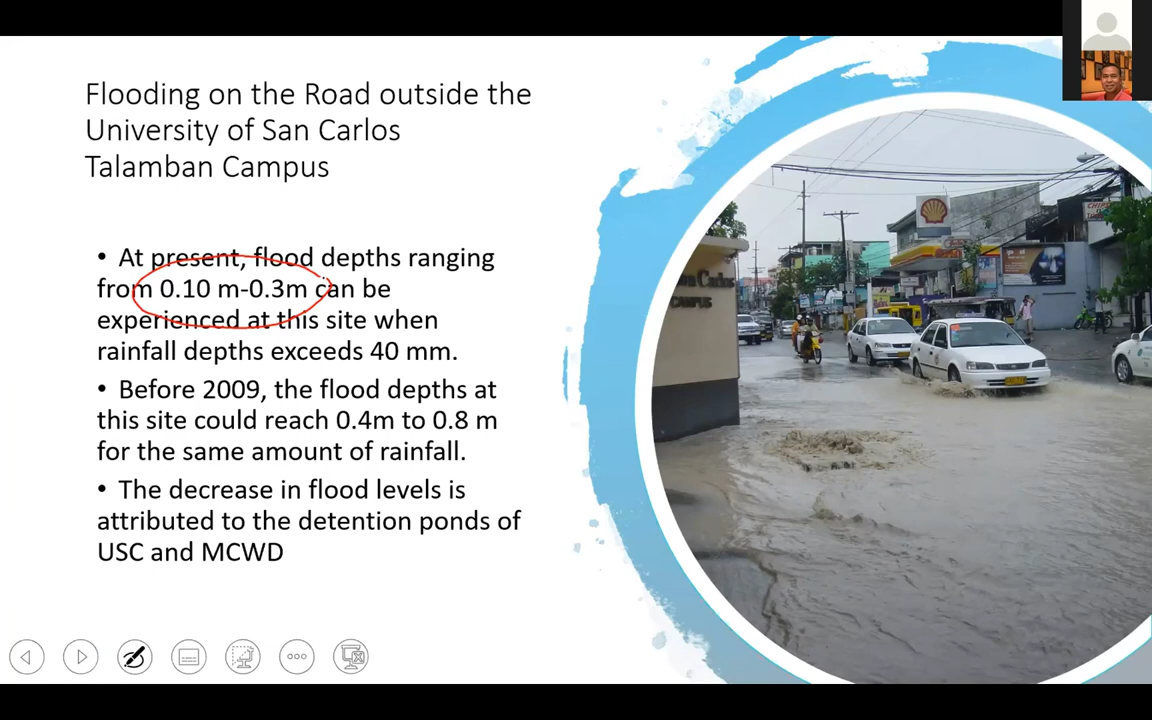 Flooding on the Road outside the
University of San Carlos
Talamban Campus
• At present, flood depths ranging
from 0.10 m-0.3m can be
experienced at this site when
rainfall depths exceeds 40 mm.
• Before 2009, the flood depths at
this site could reach 0.4m to 0.8 m
for the same amount of rainfall.
• The decrease in flood levels is
attributed to the detention ponds of
USC and MCWD
San Carlos
CAMPUS